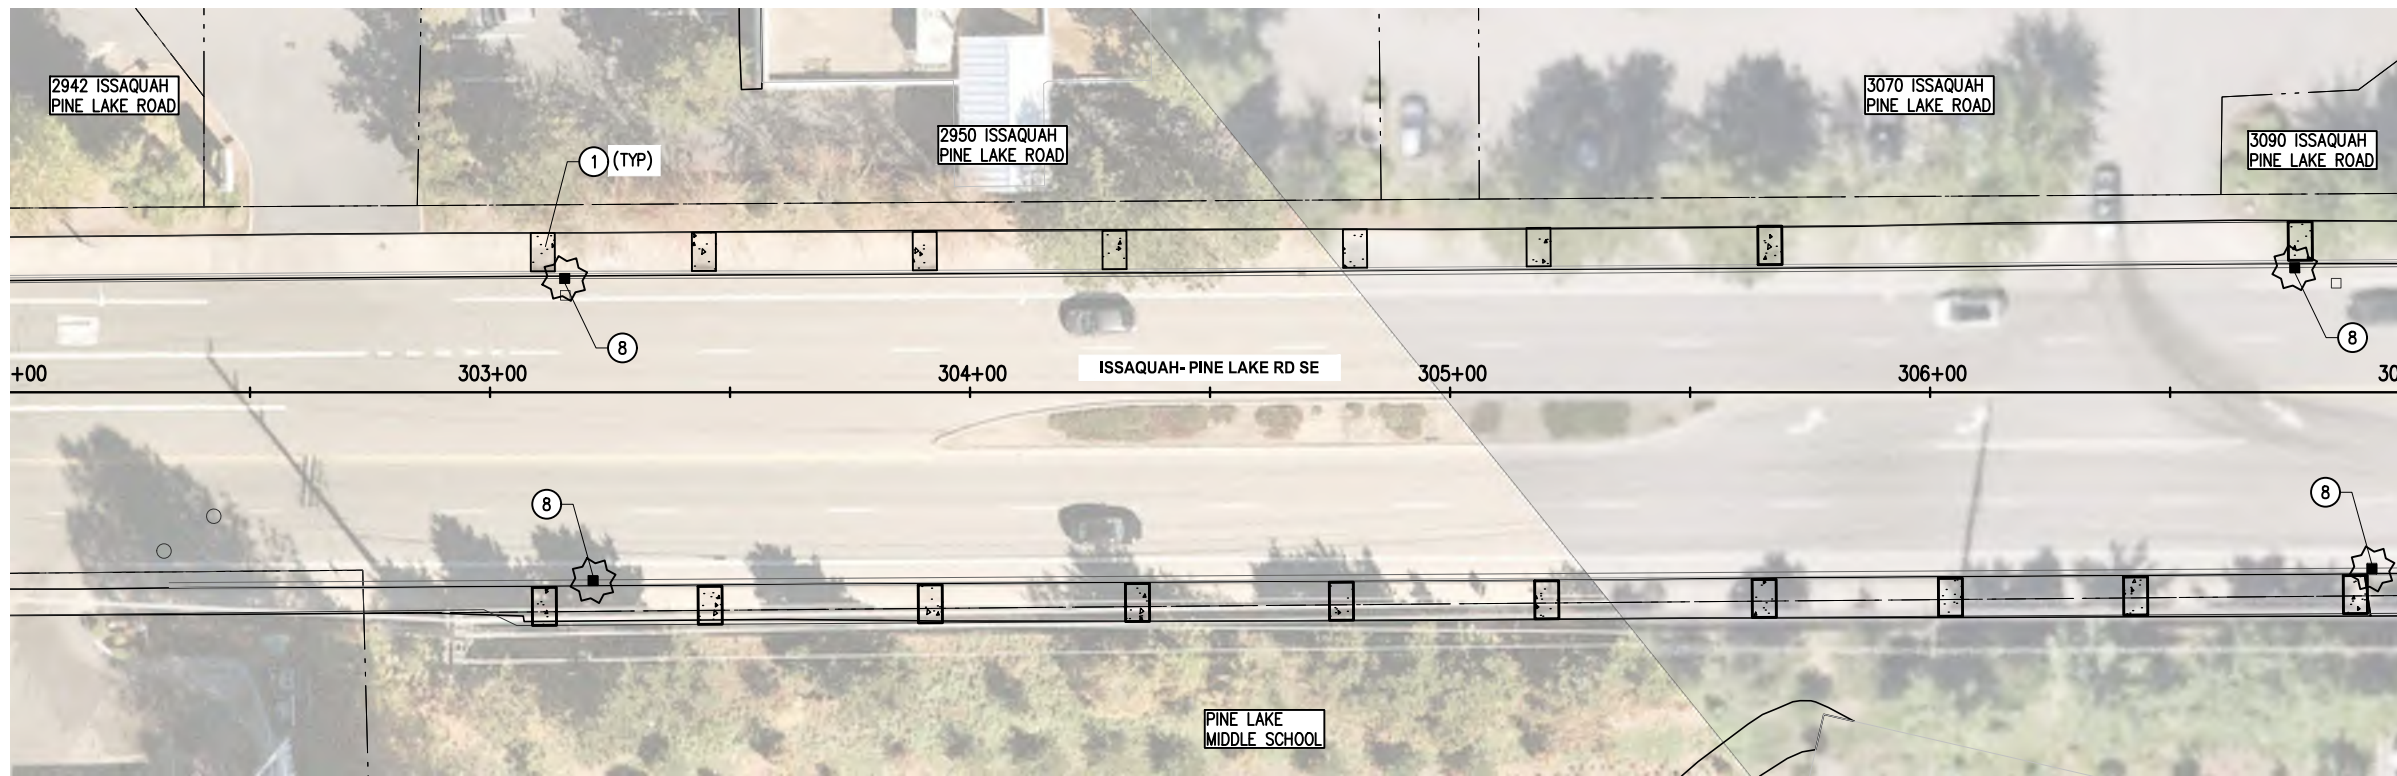 2942 ISSAQUAH
PINE LAKE ROAD
1 (TYP)
2950 ISSAQUAH
PINE LAKE ROAD
3070 ISSAQUAH
PINE LAKE ROAD
3090 ISSAQUAH
PINE LAKE ROAD
8
8
+00
303+00
304+00
ISSAQUAH- PINE LAKE RD SE
305+00
306+00
30
8
8
PINE LAKE
MIDDLE SCHOOL